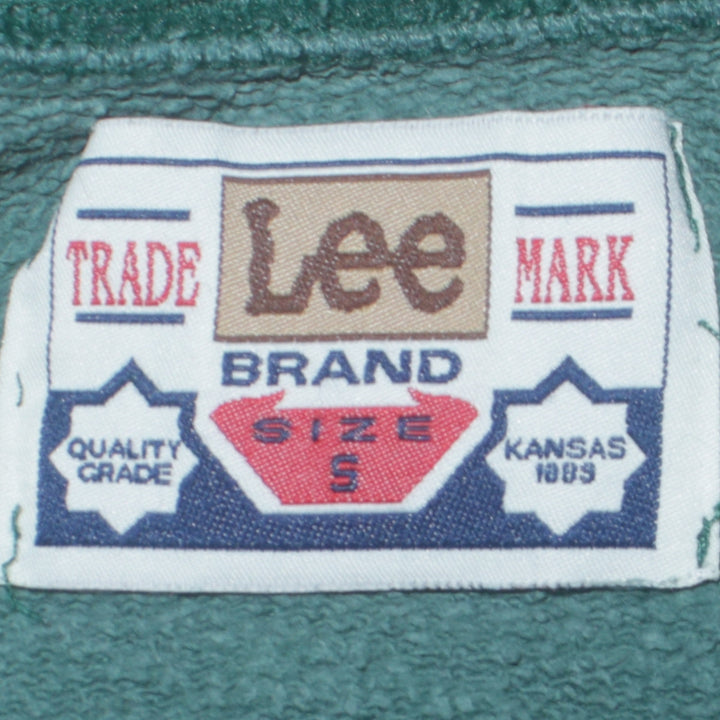 TRADE Lee MARK
BRAND
SIZE
S
QUALITY
GRADE
KANSAS
1889